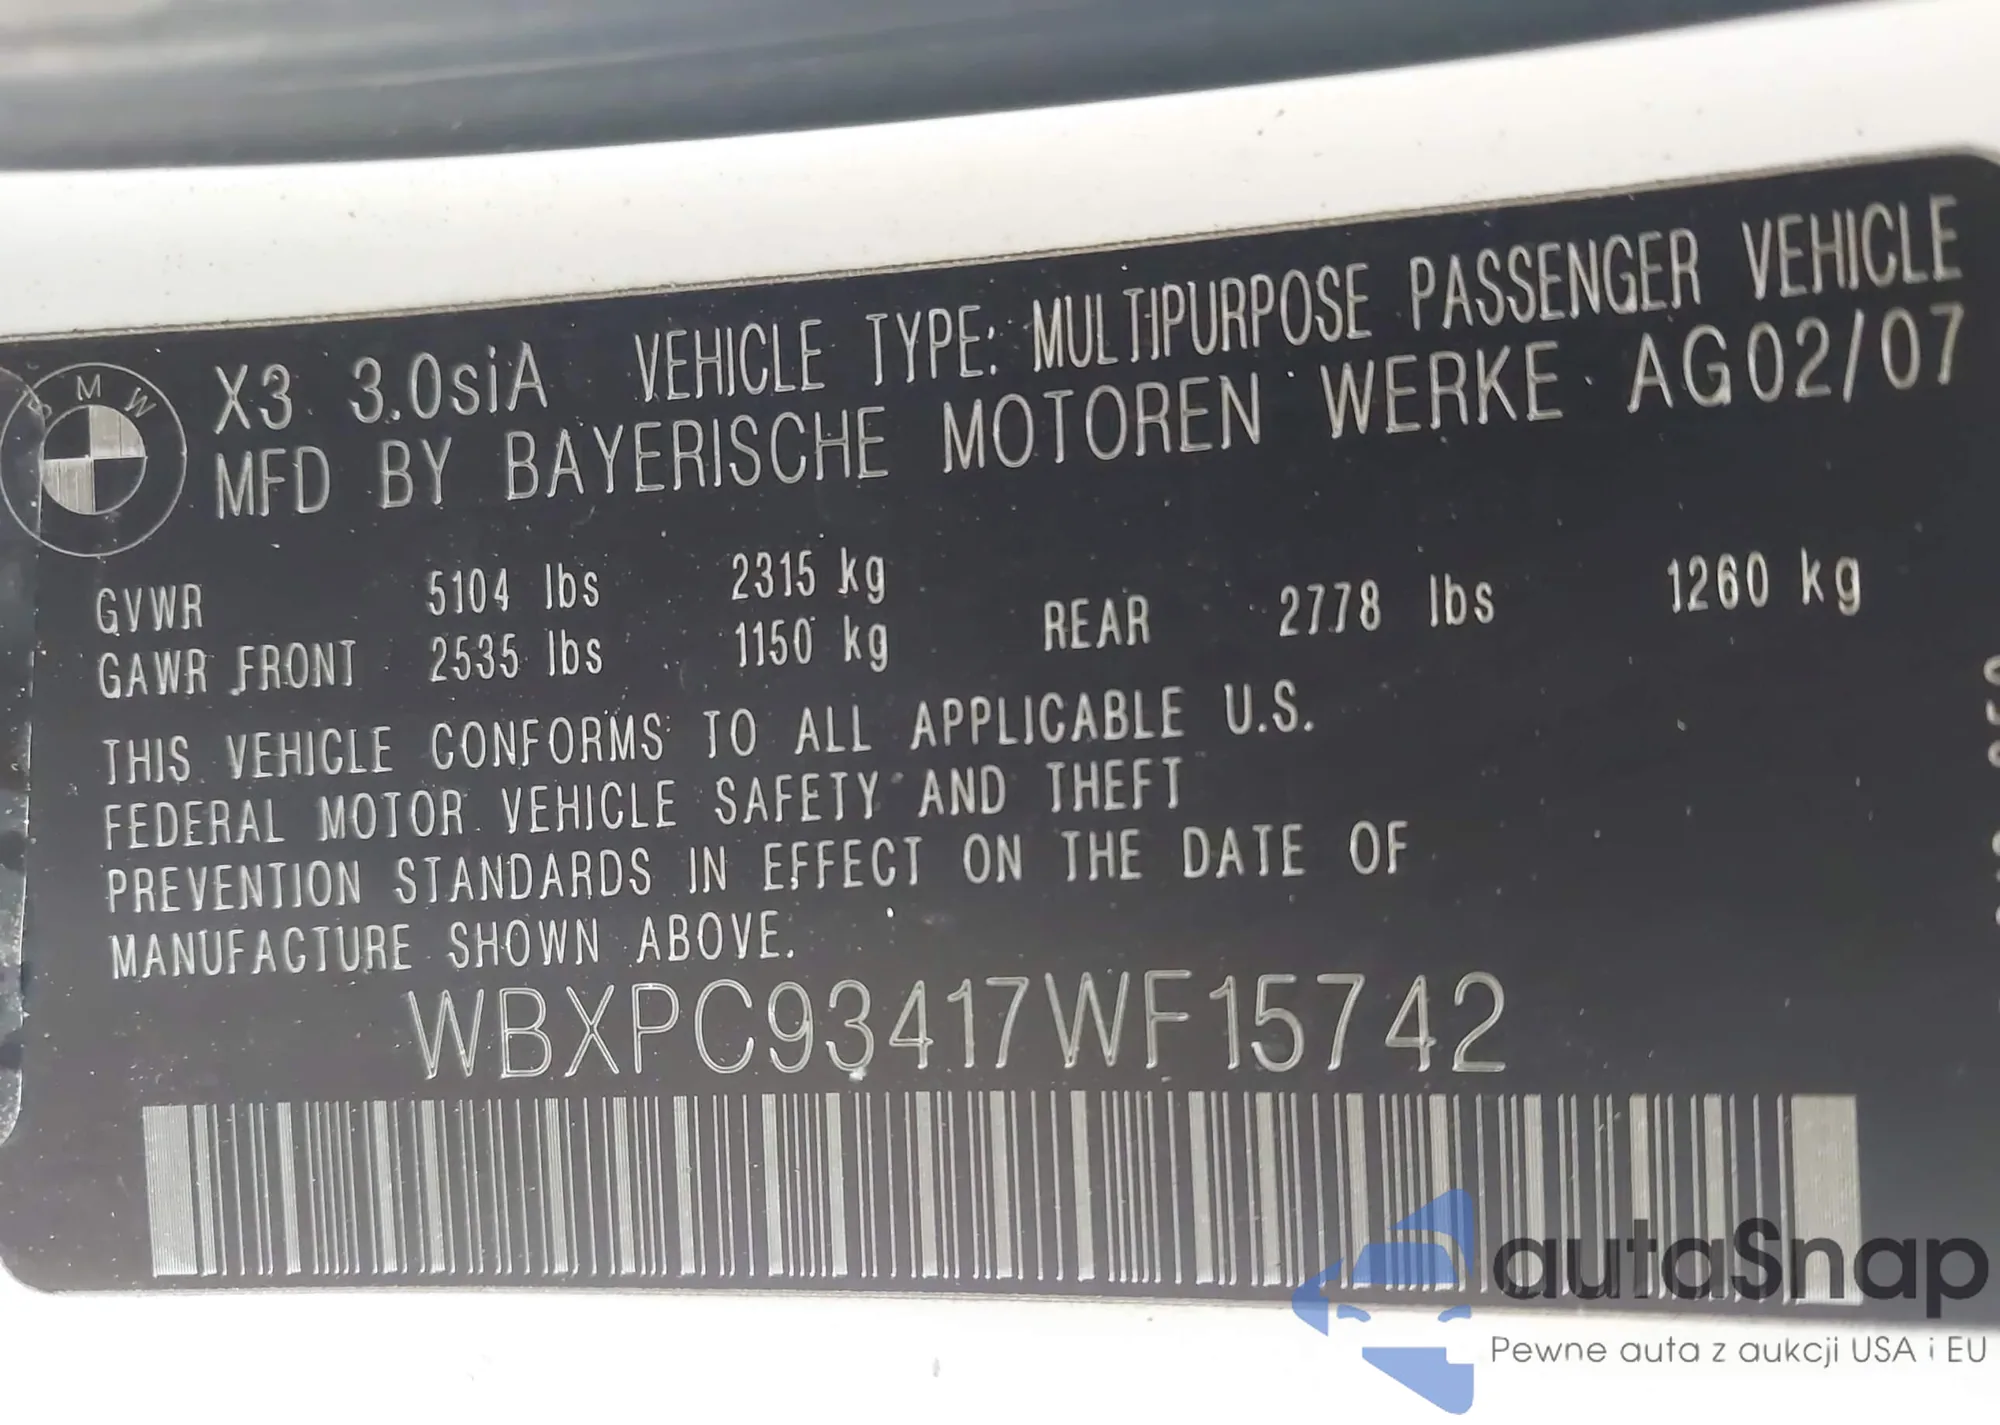 BMW
X3 3.0siA VEHICLE TYPE: MULTIPURPOSE PASSENGER VEHICLE
MFD BY BAYERISCHE MOTOREN WERKE AG 02/07
GVWR 5104 lbs 2315 kg
GAWR FRONT 2535 lbs 1150 kg REAR 2778 lbs 1260 kg
THIS VEHICLE CONFORMS TO ALL APPLICABLE U.S.
FEDERAL MOTOR VEHICLE SAFETY AND THEFT
PREVENTION STANDARDS IN EFFECT ON THE DATE OF
MANUFACTURE SHOWN ABOVE.
WBXPC93417WF15742
autaSnap
Pewne auta z aukcji USA i EU